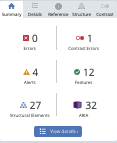 Summary Details Reference Structure Contrast
0 1
Errors Contrast Errors
4 12
Alerts Features
27 32
Structural Elements ARIA
View details ›